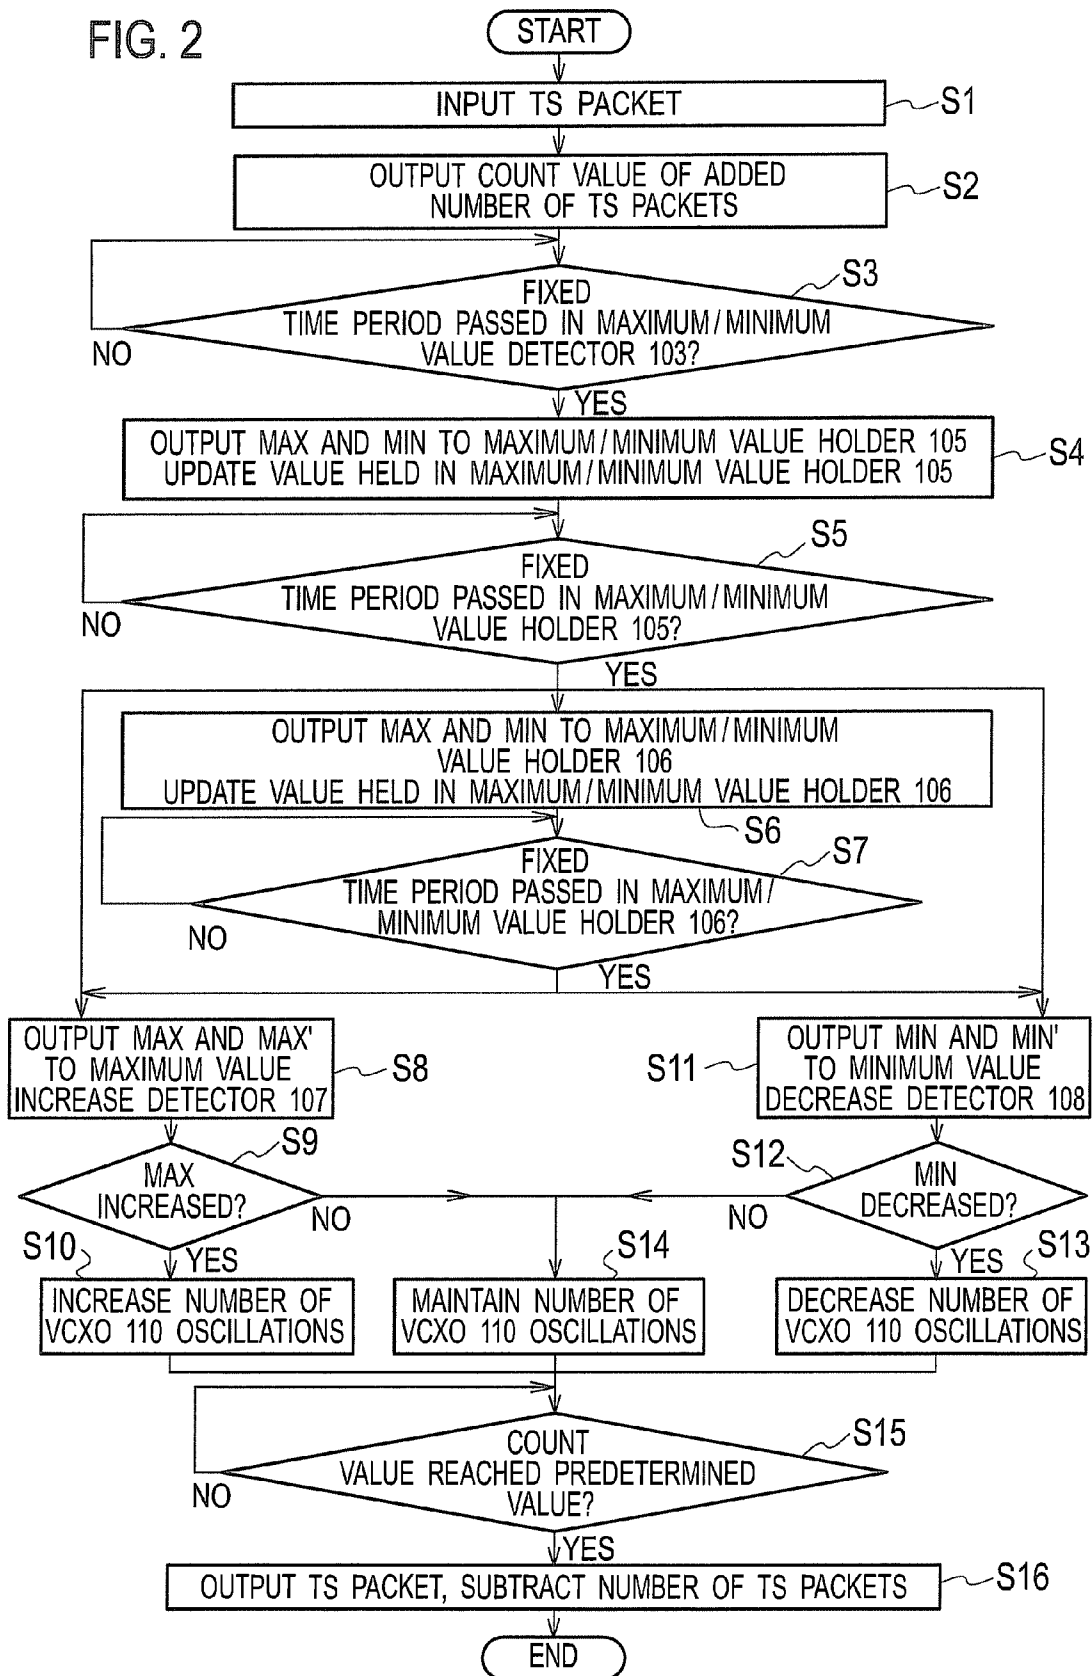 FIG. 2
START
INPUT TS PACKET
S1
OUTPUT COUNT VALUE OF ADDED
NUMBER OF TS PACKETS
S2
S3
FIXED
TIME PERIOD PASSED IN MAXIMUM/MINIMUM
VALUE DETECTOR 103?
NO
YES
OUTPUT MAX AND MIN TO MAXIMUM/MINIMUM VALUE HOLDER 105
UPDATE VALUE HELD IN MAXIMUM/MINIMUM VALUE HOLDER 105
S4
S5
FIXED
TIME PERIOD PASSED IN MAXIMUM/MINIMUM
VALUE HOLDER 105?
NO
YES
OUTPUT MAX AND MIN TO MAXIMUM/MINIMUM
VALUE HOLDER 106
UPDATE VALUE HELD IN MAXIMUM/MINIMUM VALUE HOLDER 106
S6
S7
FIXED
TIME PERIOD PASSED IN MAXIMUM/
MINIMUM VALUE HOLDER 106?
NO
YES
OUTPUT MAX AND MAX'
TO MAXIMUM VALUE
INCREASE DETECTOR 107
S8
S11
OUTPUT MIN AND MIN'
TO MINIMUM VALUE
DECREASE DETECTOR 108
S9
MAX
INCREASED?
NO
YES
S12
MIN
DECREASED?
NO
YES
S10
INCREASE NUMBER OF
VCXO 110 OSCILLATIONS
S14
MAINTAIN NUMBER OF
VCXO 110 OSCILLATIONS
S13
DECREASE NUMBER OF
VCXO 110 OSCILLATIONS
S15
COUNT
VALUE REACHED PREDETERMINED
VALUE?
NO
YES
OUTPUT TS PACKET, SUBTRACT NUMBER OF TS PACKETS
S16
END